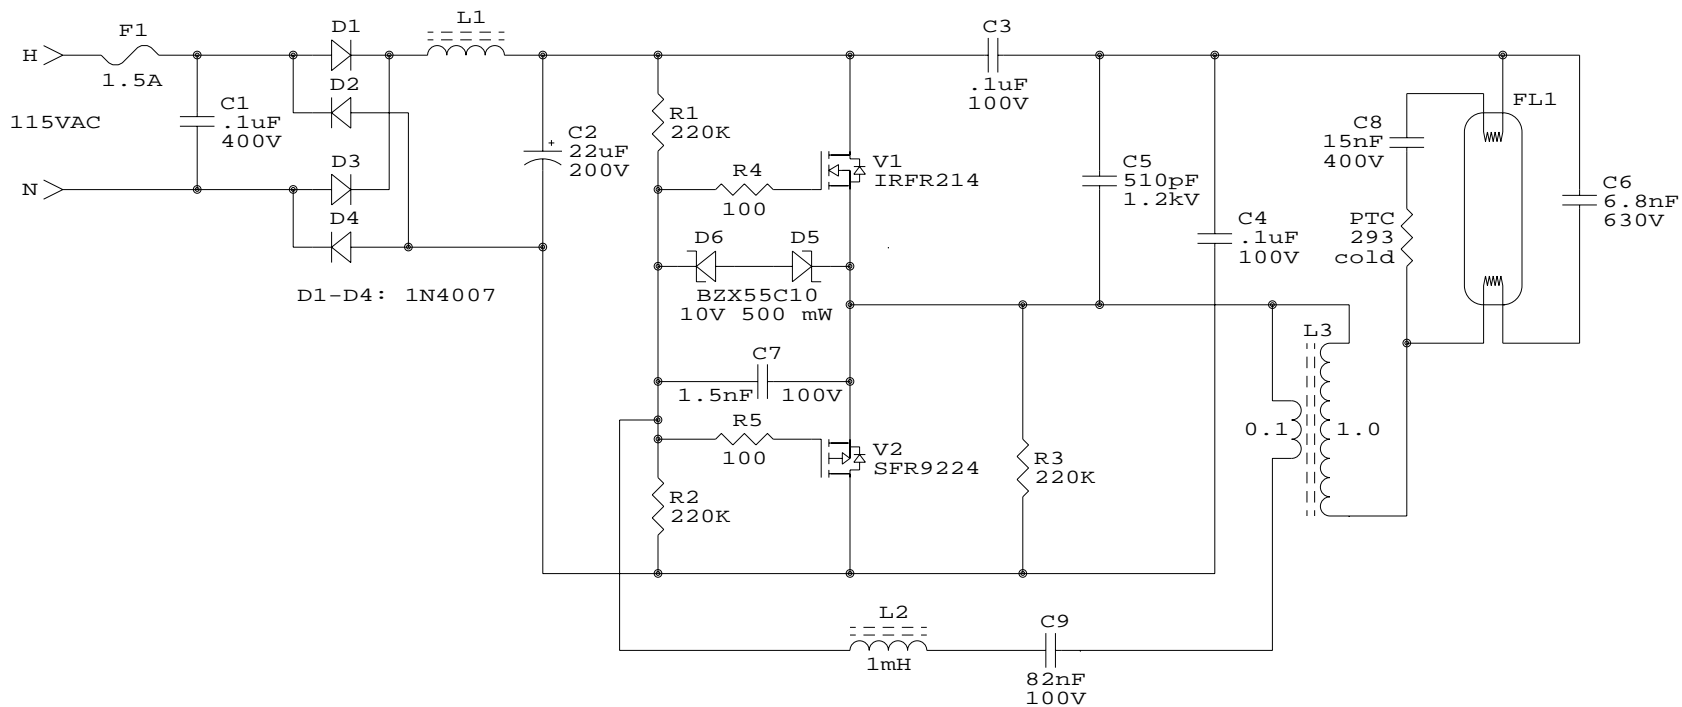 H
F1
1.5A
115VAC
N
C1
.1uF
400V
D1
D2
D3
D4
D1-D4: 1N4007
L1
C2
+
22uF
200V
R1
220K
R4
100
V1
IRFR214
D6
D5
BZX55C10
10V 500 mW
C7
1.5nF
100V
R5
100
V2
SFR9224
R2
220K
R3
220K
C3
.1uF
100V
C5
510pF
1.2kV
C4
.1uF
100V
L3
0.1
1.0
C8
15nF
400V
PTC
293
cold
FL1
C6
6.8nF
630V
L2
1mH
C9
82nF
100V